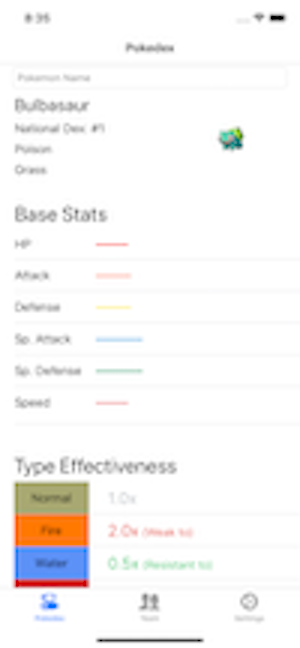 8:35
Pokedex
Pokemon Name
Bulbasaur
National Dex: #1
Poison
Grass
Base Stats
HP
Attack
Defense
Sp. Attack
Sp. Defense
Speed
Type Effectiveness
Normal 1.0x
Fire 2.0x (Weak to)
Water 0.5x (Resistant to)
Pokedex Settings